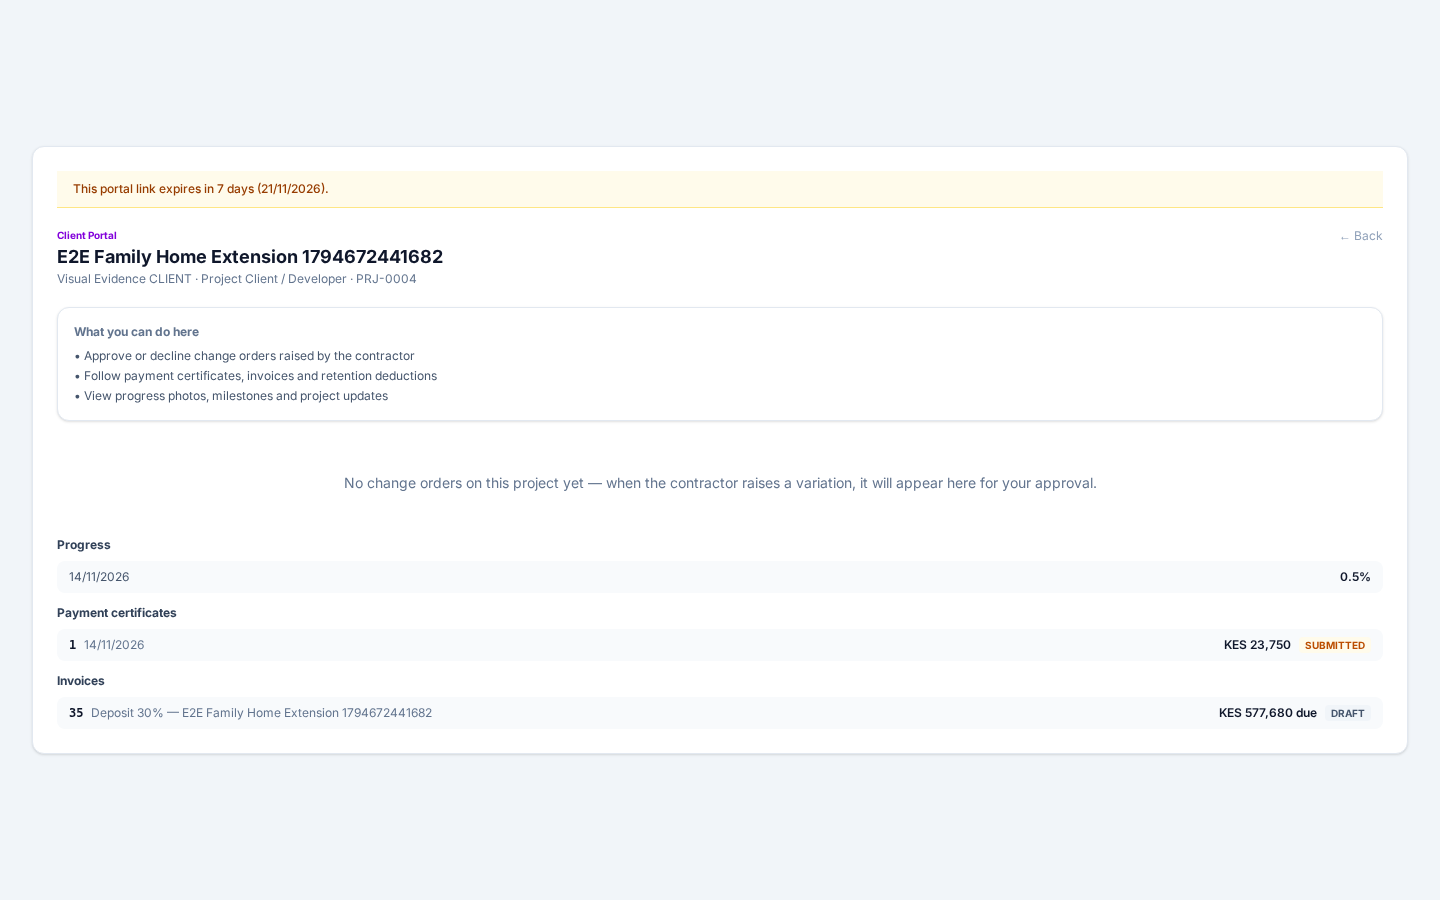 This portal link expires in 7 days (21/11/2026).
Client Portal
← Back
E2E Family Home Extension 1794672441682
Visual Evidence CLIENT · Project Client / Developer · PRJ-0004
What you can do here
• Approve or decline change orders raised by the contractor
• Follow payment certificates, invoices and retention deductions
• View progress photos, milestones and project updates
No change orders on this project yet — when the contractor raises a variation, it will appear here for your approval.
Progress
14/11/2026 0.5%
Payment certificates
1 14/11/2026 KES 23,750 SUBMITTED
Invoices
35 Deposit 30% — E2E Family Home Extension 1794672441682 KES 577,680 due DRAFT